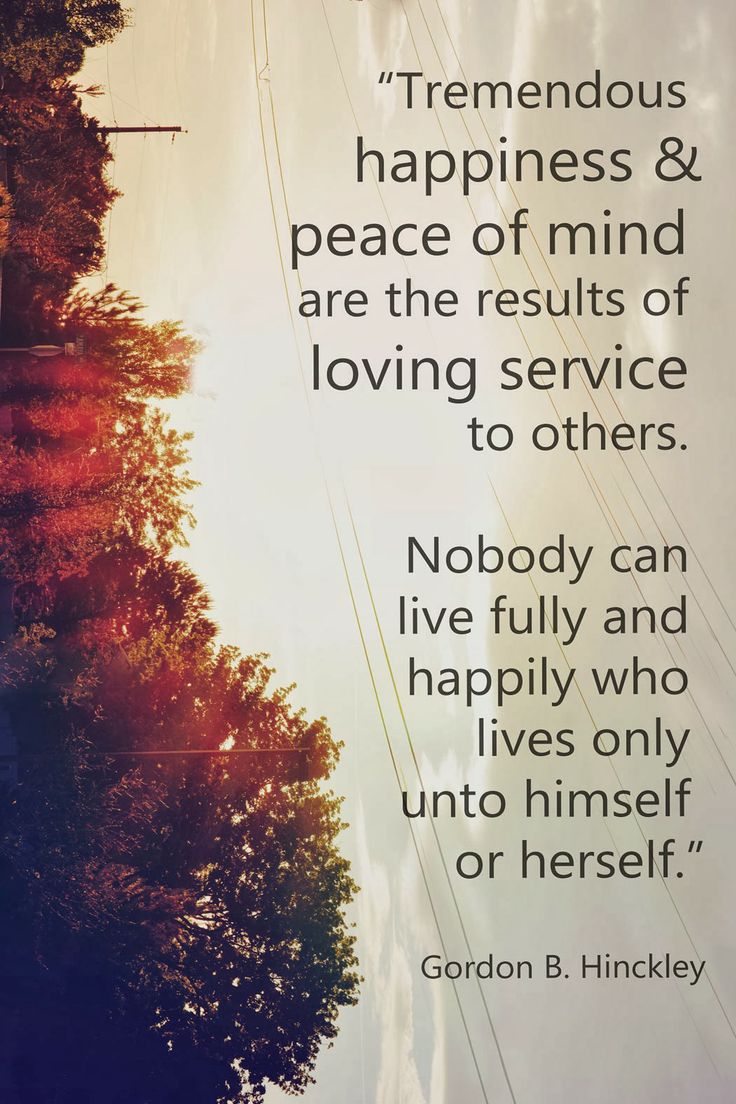 “Tremendous
happiness &
peace of mind
are the results of
loving service
to others.
Nobody can
live fully and
happily who
lives only
unto himself
or herself.”
Gordon B. Hinckley